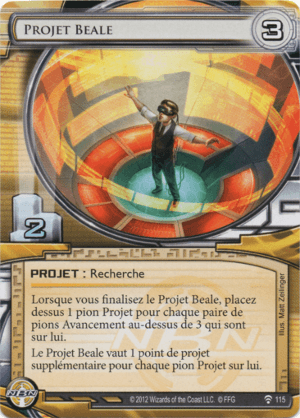 PROJET BEALE
3
2
PROJET : Recherche
Lorsque vous finalisez le Projet Beale, placez
dessus 1 pion Projet pour chaque paire de
pions Avancement au-dessus de 3 qui sont
sur lui.
Le Projet Beale vaut 1 point de projet
supplémentaire pour chaque pion Projet sur lui.
Illus. Matt Zeilinger
NBN
NBN
© 2012 Wizards of the Coast LLC. © FFG
115